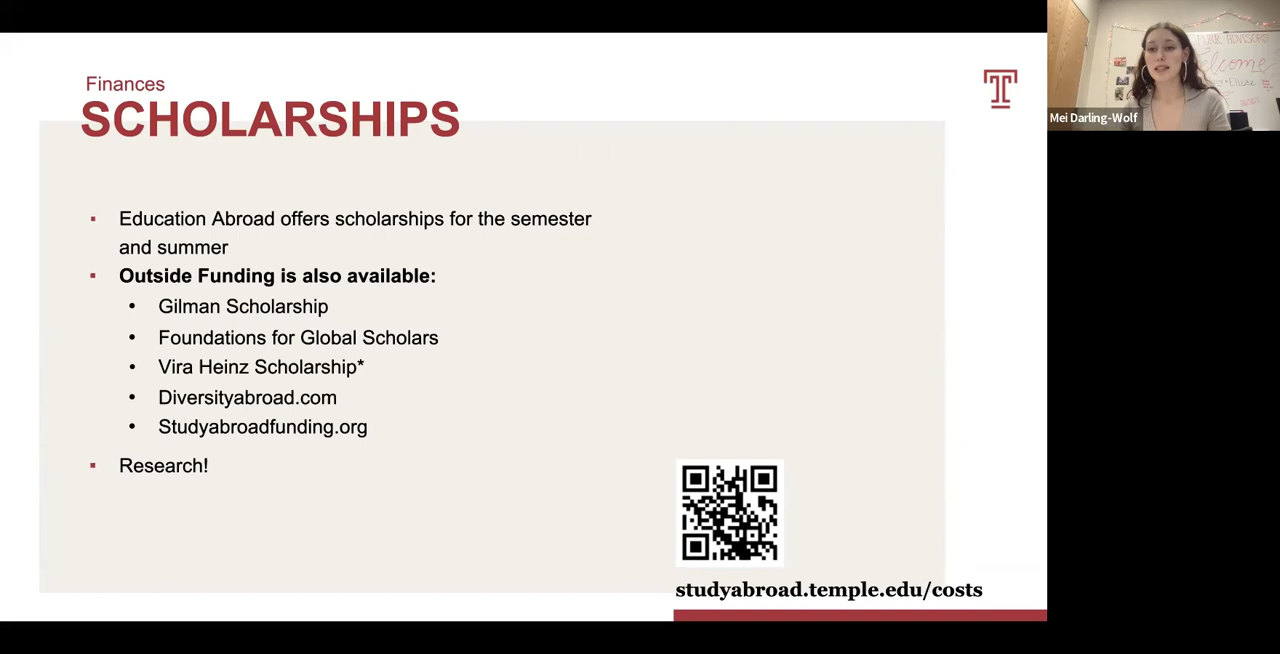 Finances
SCHOLARSHIPS
Education Abroad offers scholarships for the semester
and summer
Outside Funding is also available:
Gilman Scholarship
Foundations for Global Scholars
Vira Heinz Scholarship*
Diversityabroad.com
Studyabroadfunding.org
Research!
studyabroad.temple.edu/costs
T
Welcome
Mei Darling-Wolf